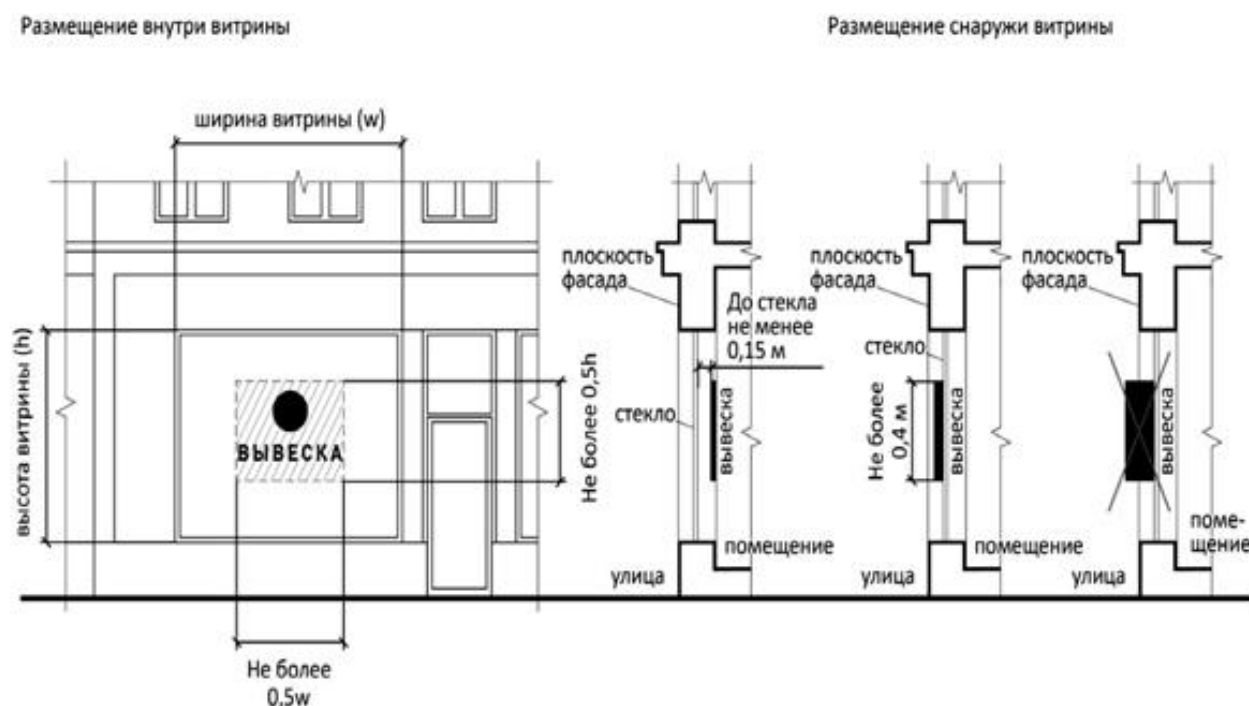 Размещение внутри витрины
Размещение снаружи витрины
ширина витрины (w)
высота витрины (h)
ВЫВЕСКА
Не более 0,5h
Не более
0,5w
плоскость
фасада
До стекла
не менее
0,15 м
стекло
вывеска
помещение
улица
плоскость
фасада
стекло
Не более
0,4 м
вывеска
помещение
улица
плоскость
фасада
вывеска
поме-
щение
улица